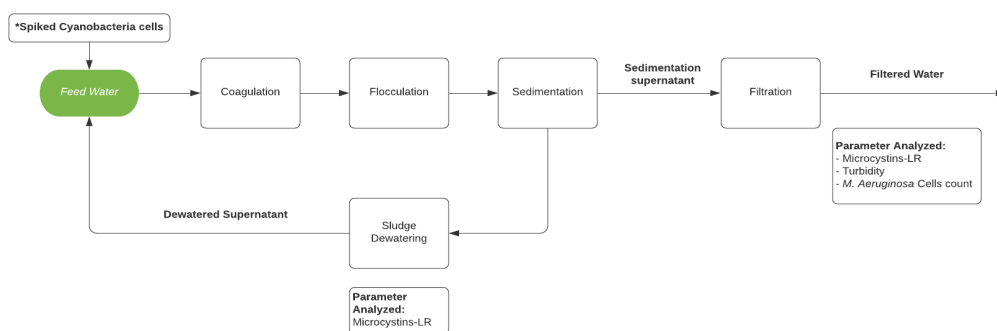 *Spiked Cyanobacteria cells
Feed Water
Coagulation
Flocculation
Sedimentation
Sedimentation
supernatant
Filtration
Filtered Water
Parameter Analyzed:
- Microcystins-LR
- Turbidity
- M. Aeruginosa Cells count
Dewatered Supernatant
Sludge
Dewatering
Parameter
Analyzed:
Microcystins-LR